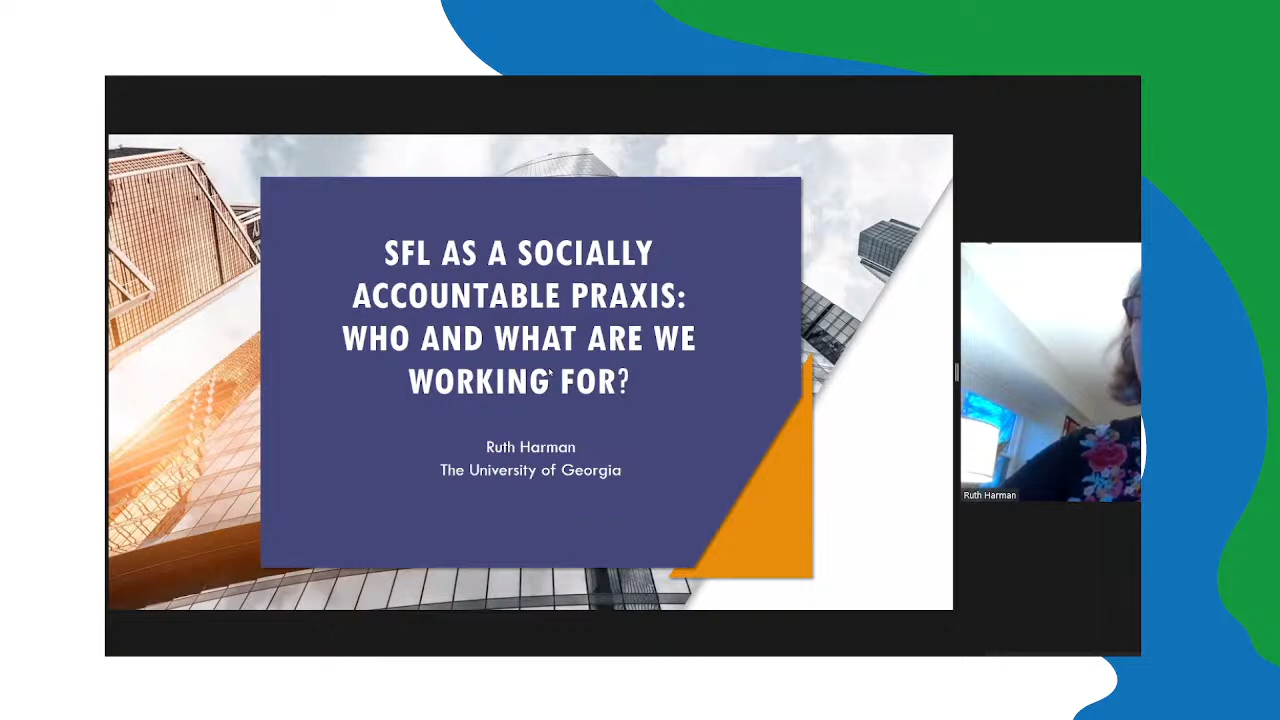 SFL AS A SOCIALLY
ACCOUNTABLE PRAXIS:
WHO AND WHAT ARE WE
WORKING FOR?
Ruth Harman
The University of Georgia
Ruth Harman